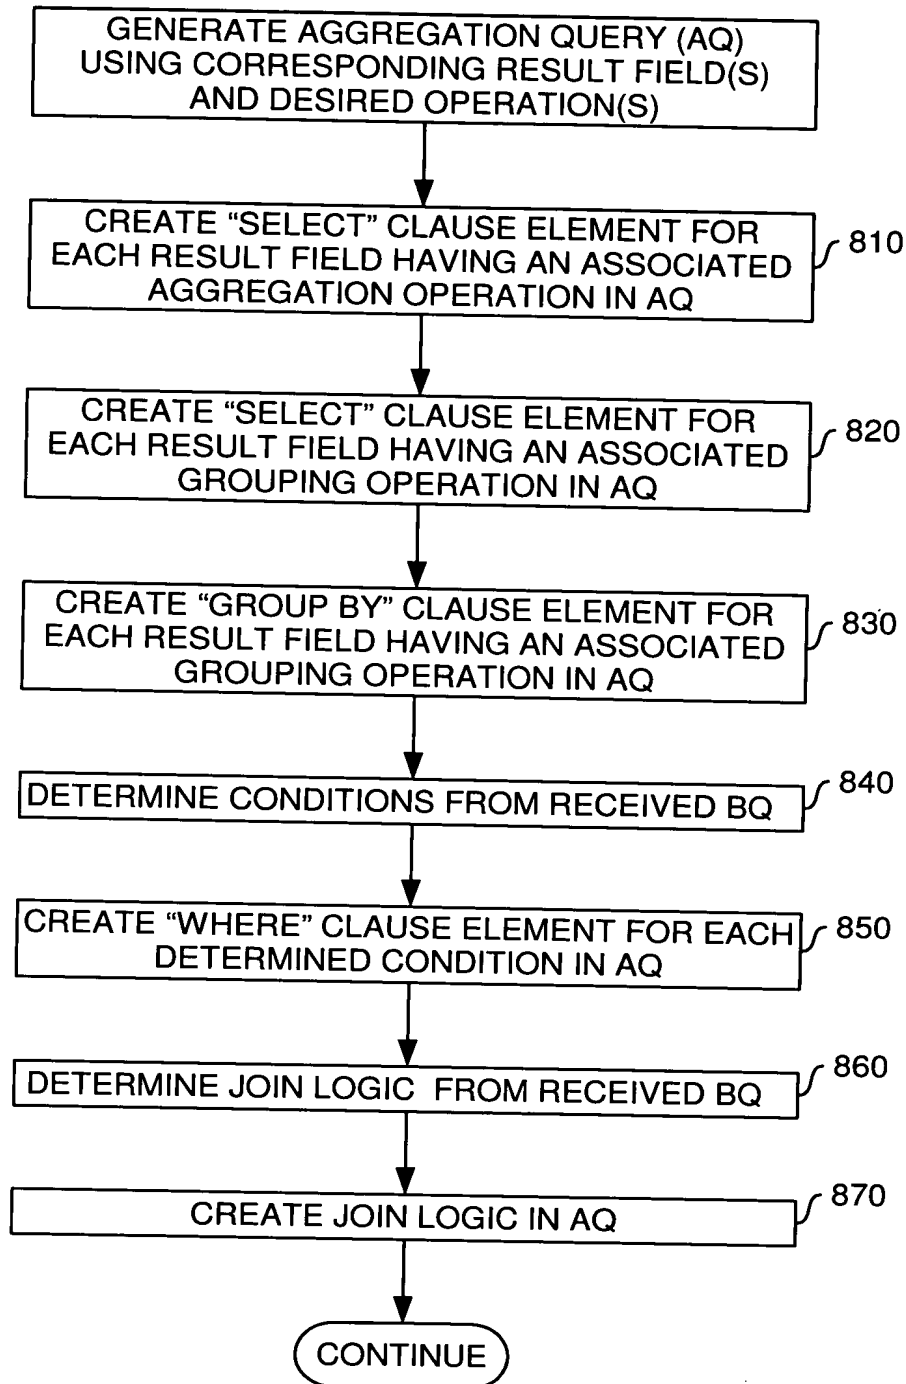 GENERATE AGGREGATION QUERY (AQ)
USING CORRESPONDING RESULT FIELD(S)
AND DESIRED OPERATION(S)
CREATE “SELECT” CLAUSE ELEMENT FOR
EACH RESULT FIELD HAVING AN ASSOCIATED
AGGREGATION OPERATION IN AQ
810
CREATE “SELECT” CLAUSE ELEMENT FOR
EACH RESULT FIELD HAVING AN ASSOCIATED
GROUPING OPERATION IN AQ
820
CREATE “GROUP BY” CLAUSE ELEMENT FOR
EACH RESULT FIELD HAVING AN ASSOCIATED
GROUPING OPERATION IN AQ
830
DETERMINE CONDITIONS FROM RECEIVED BQ
840
CREATE “WHERE” CLAUSE ELEMENT FOR EACH
DETERMINED CONDITION IN AQ
850
DETERMINE JOIN LOGIC FROM RECEIVED BQ
860
CREATE JOIN LOGIC IN AQ
870
CONTINUE